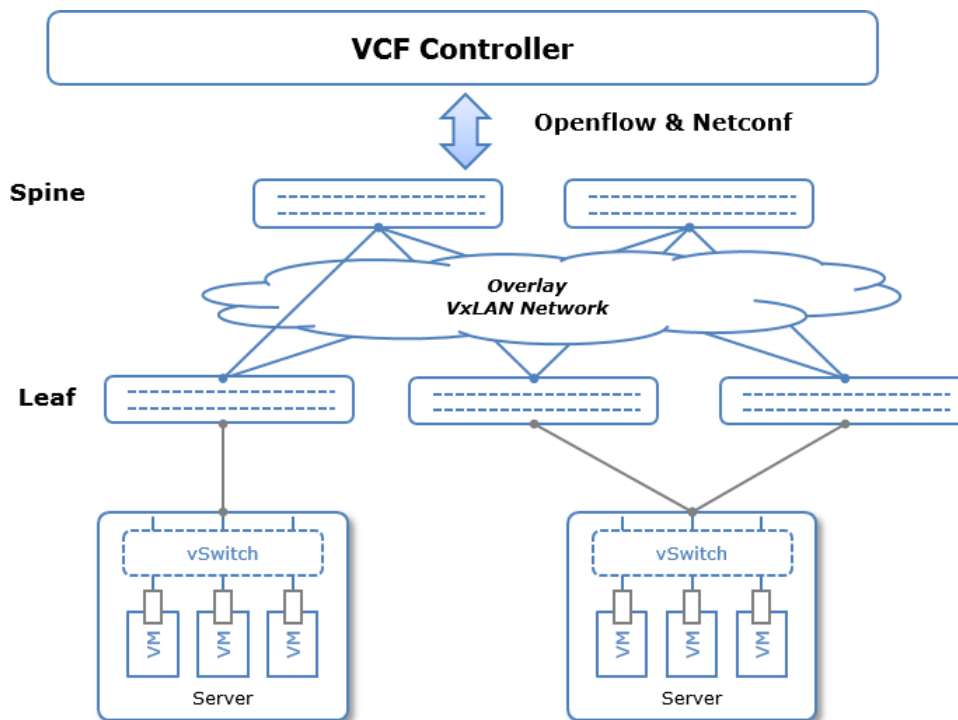 VCF Controller
Openflow & Netconf
Spine
Overlay
VxLAN Network
Leaf
vSwitch
vSwitch
VM
VM
VM
VM
VM
VM
Server
Server